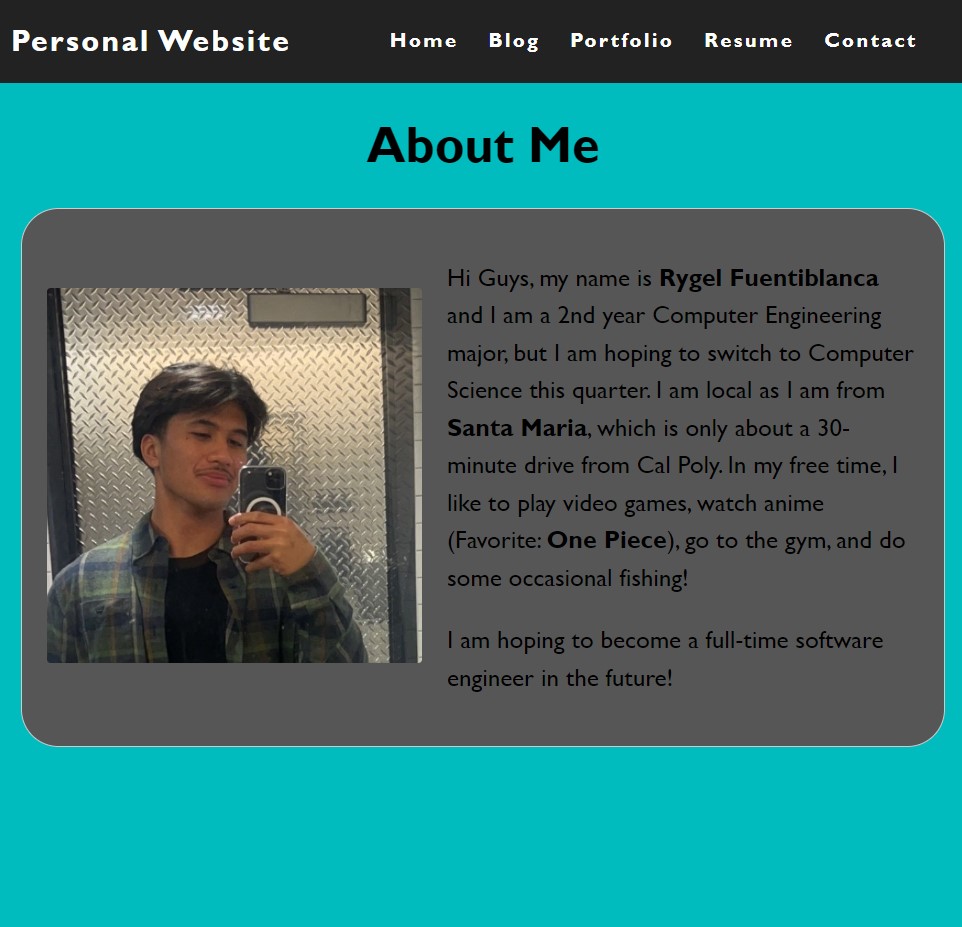 Personal Website
Home Blog Portfolio Resume Contact
About Me
Hi Guys, my name is Rygel Fuentiblanca
and I am a 2nd year Computer Engineering
major, but I am hoping to switch to Computer
Science this quarter. I am local as I am from
Santa Maria, which is only about a 30-
minute drive from Cal Poly. In my free time, I
like to play video games, watch anime
(Favorite: One Piece), go to the gym, and do
some occasional fishing!
I am hoping to become a full-time software
engineer in the future!